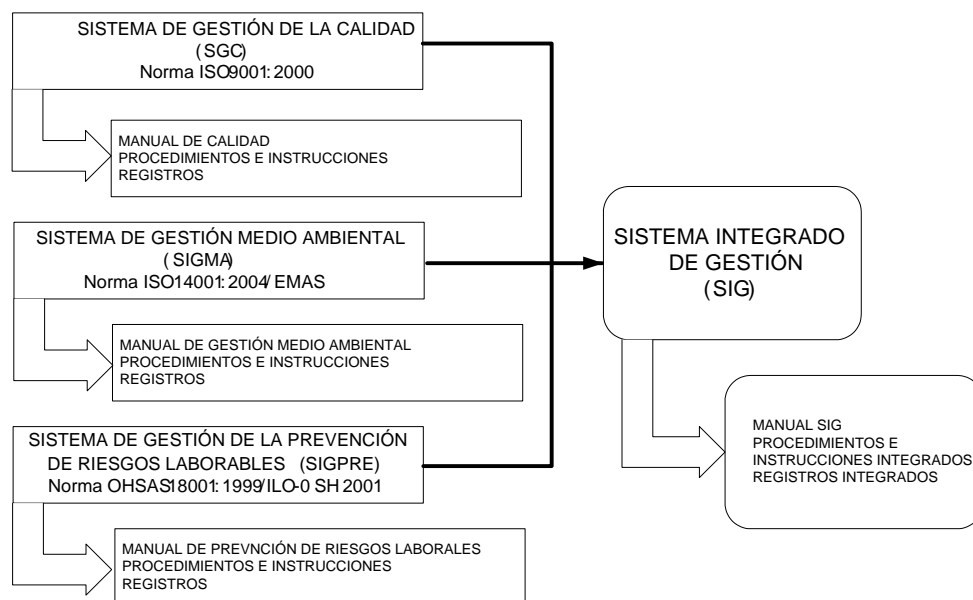 SISTEMA DE GESTIÓN DE LA CALIDAD
(SGC)
Norma ISO9001:2000
MANUAL DE CALIDAD
PROCEDIMIENTOS E INSTRUCCIONES
REGISTROS
SISTEMA DE GESTIÓN MEDIO AMBIENTAL
(SIGMA)
Norma ISO14001:2004/ EMAS
MANUAL DE GESTIÓN MEDIO AMBIENTAL
PROCEDIMIENTOS E INSTRUCCIONES
REGISTROS
SISTEMA DE GESTIÓN DE LA PREVENCIÓN
DE RIESGOS LABORABLES (SIGPRE)
Norma OHSAS18001:1999/ILO-0 SH 2001
MANUAL DE PREVNCIÓN DE RIESGOS LABORALES
PROCEDIMIENTOS E INSTRUCCIONES
REGISTROS
SISTEMA INTEGRADO
DE GESTIÓN
(SIG)
MANUAL SIG
PROCEDIMIENTOS E
INSTRUCCIONES INTEGRADOS
REGISTROS INTEGRADOS